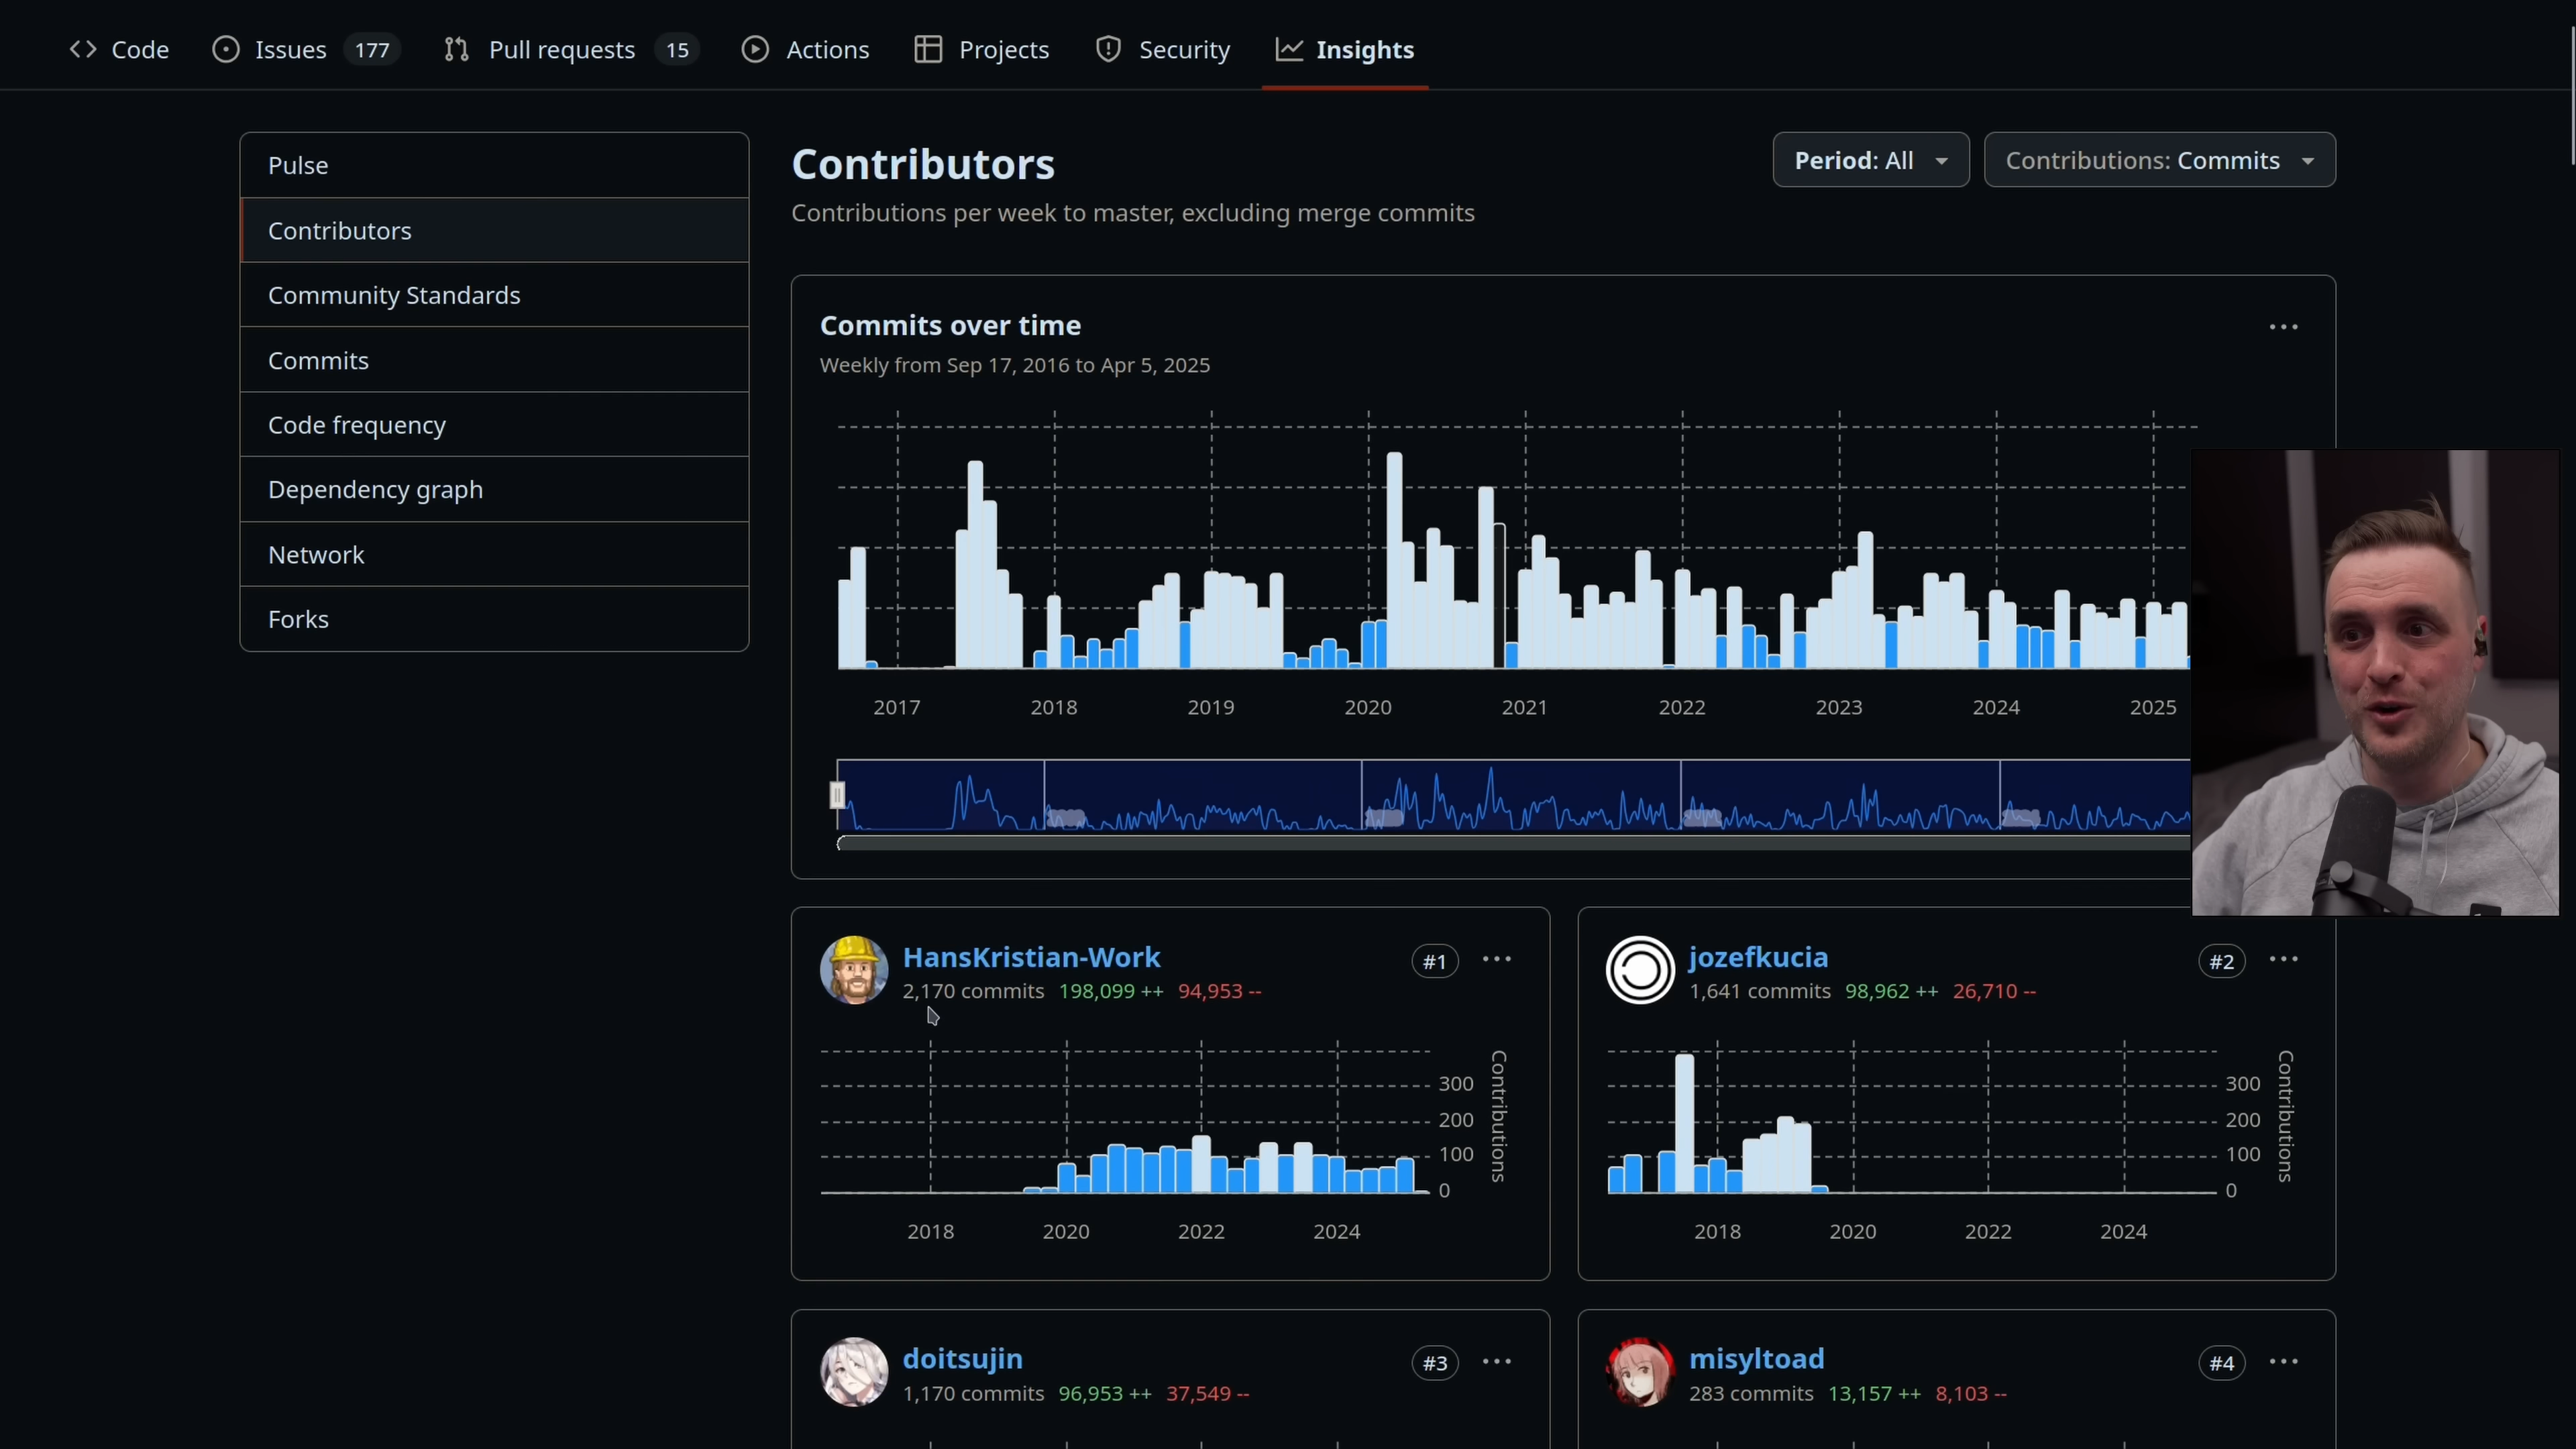 Code
Issues 177
Pull requests 15
Actions
Projects
Security
Insights
Pulse
Contributors
Community Standards
Commits
Code frequency
Dependency graph
Network
Forks
Contributors
Period: All
Contributions: Commits
Contributions per week to master, excluding merge commits
Commits over time
Weekly from Sep 17, 2016 to Apr 5, 2025
2017 2018 2019 2020 2021 2022 2023 2024 2025
HansKristian-Work #1
2,170 commits 198,099 ++ 94,953 --
300
200
100
0
Contributions
2018 2020 2022 2024
jozefkucia #2
1,641 commits 98,962 ++ 26,710 --
300
200
100
0
Contributions
2018 2020 2022 2024
doitsujin #3
1,170 commits 96,953 ++ 37,549 --
misyltoad #4
283 commits 13,157 ++ 8,103 --